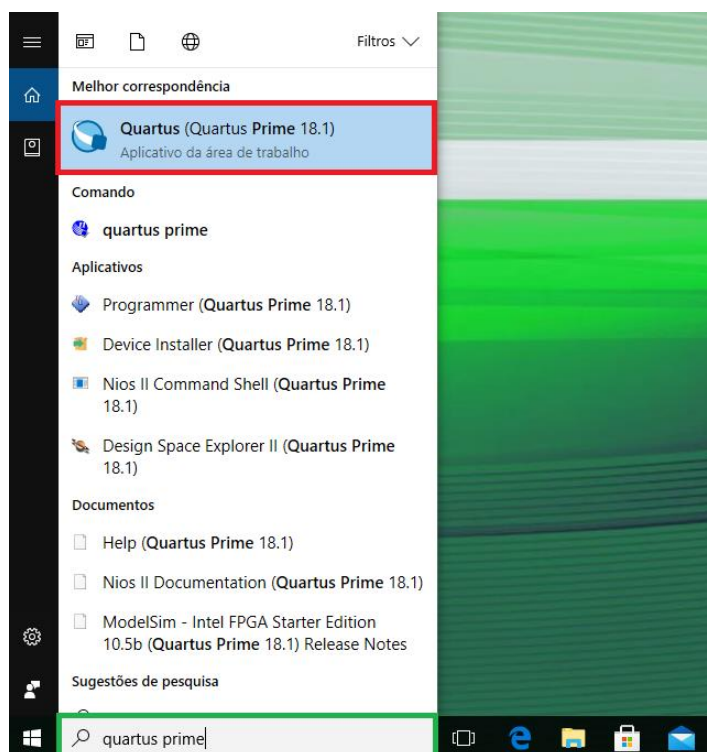 Filtros
Melhor correspondência
Quartus (Quartus Prime 18.1)
Aplicativo da área de trabalho
Comando
quartus prime
Aplicativos
Programmer (Quartus Prime 18.1)
Device Installer (Quartus Prime 18.1)
Nios II Command Shell (Quartus Prime
18.1)
Design Space Explorer II (Quartus Prime
18.1)
Documentos
Help (Quartus Prime 18.1)
Nios II Documentation (Quartus Prime 18.1)
ModelSim - Intel FPGA Starter Edition
10.5b (Quartus Prime 18.1) Release Notes
Sugestões de pesquisa
quartus prime